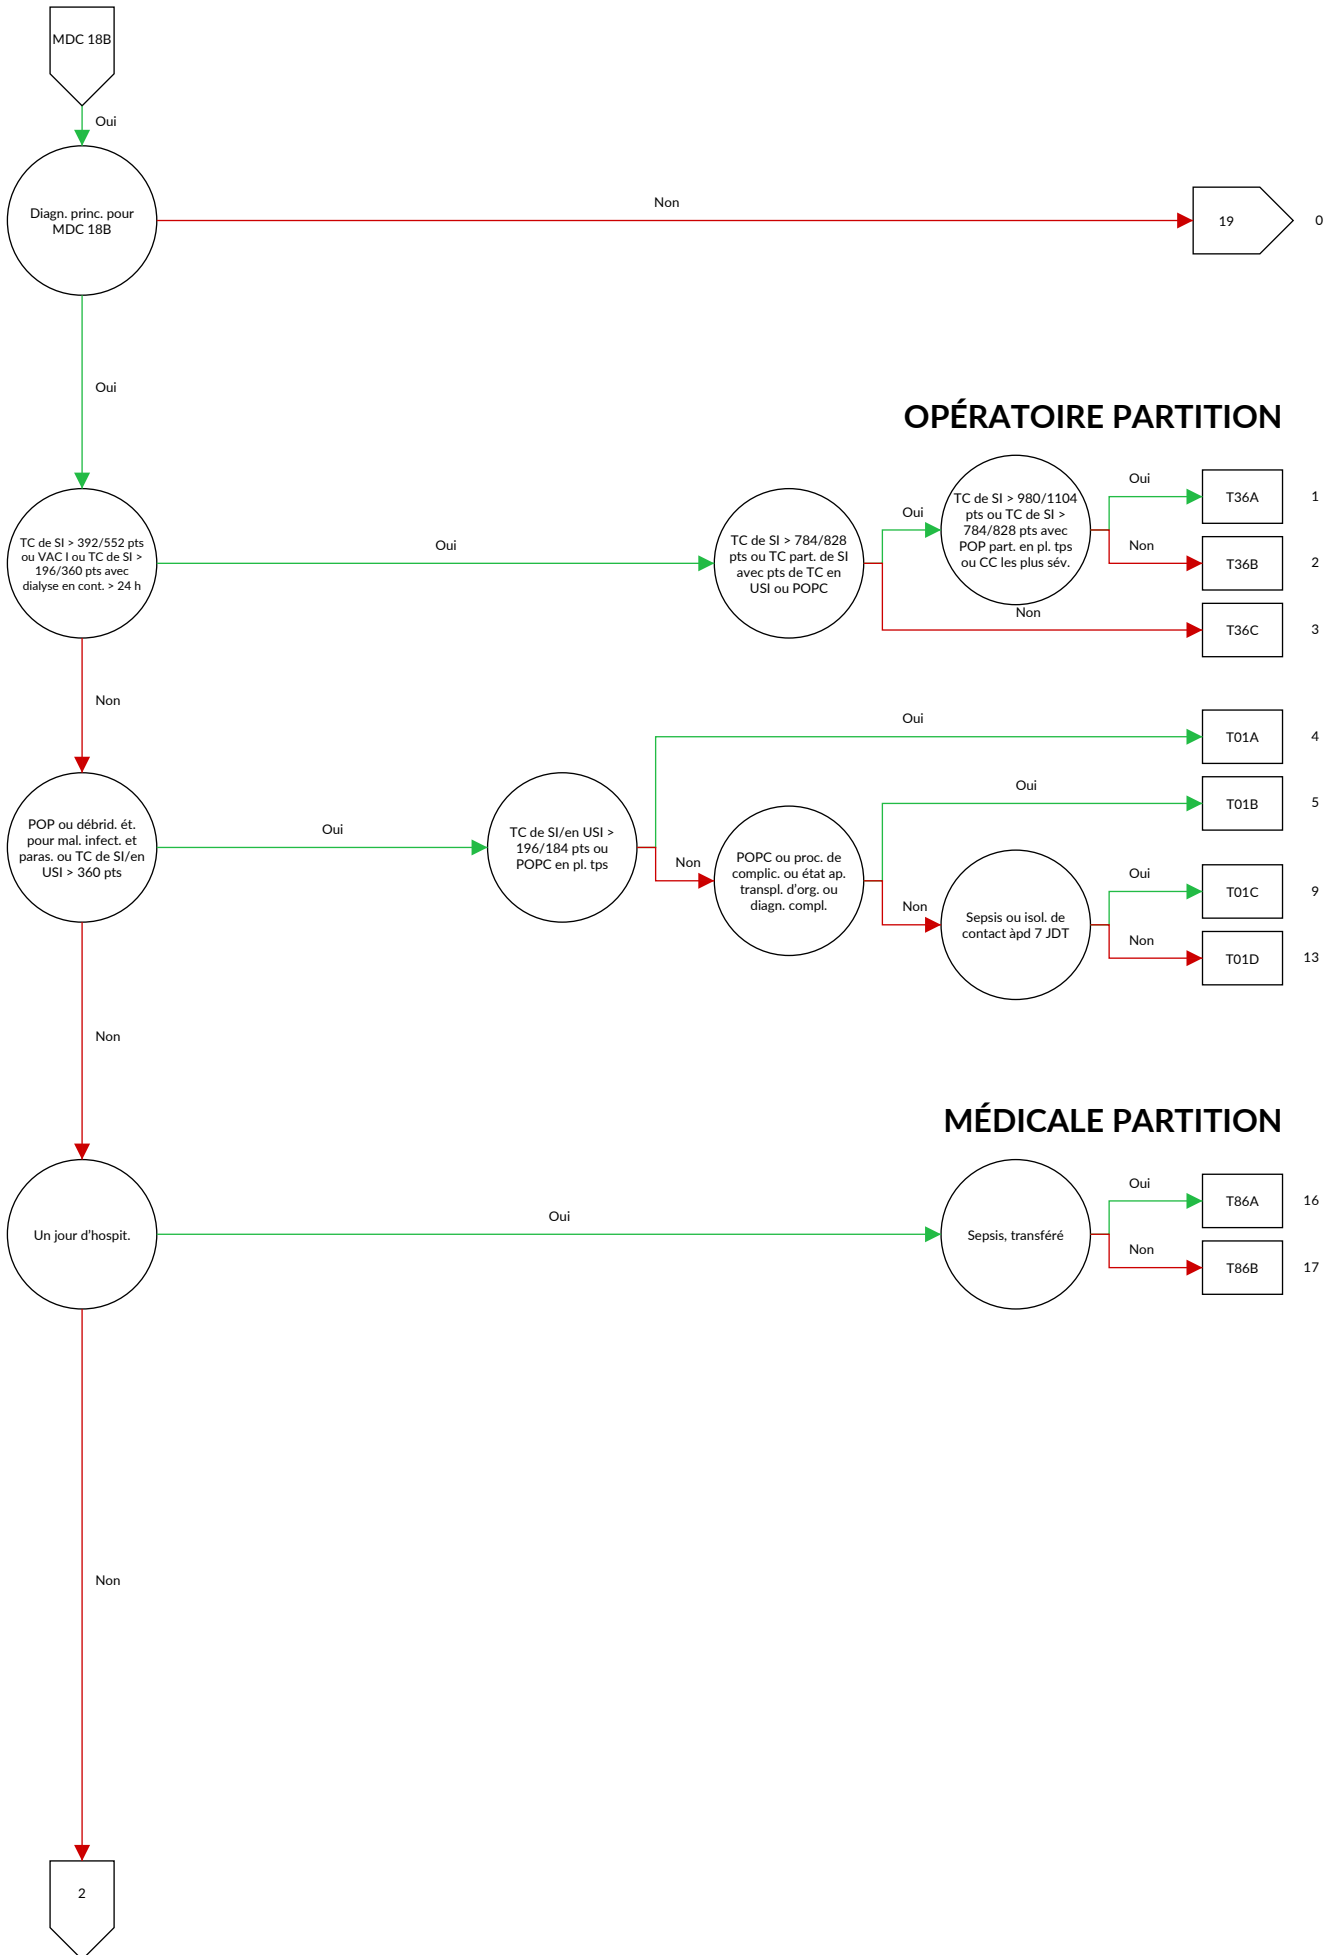 MDC 18B
Oui
Diagn. princ. pour
MDC 18B
Non
19
0
Oui
OPÉRATOIRE PARTITION
TC de SI > 392/552 pts
ou VAC I ou TC de SI >
196/360 pts avec
dialyse en cont. > 24 h
Oui
TC de SI > 784/828
pts ou TC part. de SI
avec pts de TC en
USI ou POPC
Oui
TC de SI > 980/1104
pts ou TC de SI >
784/828 pts avec
POP part. en pl. tps
ou CC les plus sév.
Oui
T36A
1
Non
T36B
2
Non
T36C
3
Non
POP ou débrid. ét.
pour mal. infect. et
paras. ou TC de SI/en
USI > 360 pts
Oui
TC de SI/en USI >
196/184 pts ou
POPC en pl. tps
Oui
T01A
4
Non
POPC ou proc. de
complic. ou état ap.
transpl. d'org. ou
diagn. compl.
Oui
T01B
5
Non
Sepsis ou isol. de
contact àpd 7 JDT
Oui
T01C
9
Non
T01D
13
Non
MÉDICALE PARTITION
Un jour d'hospit.
Oui
Sepsis, transféré
Oui
T86A
16
Non
T86B
17
Non
2